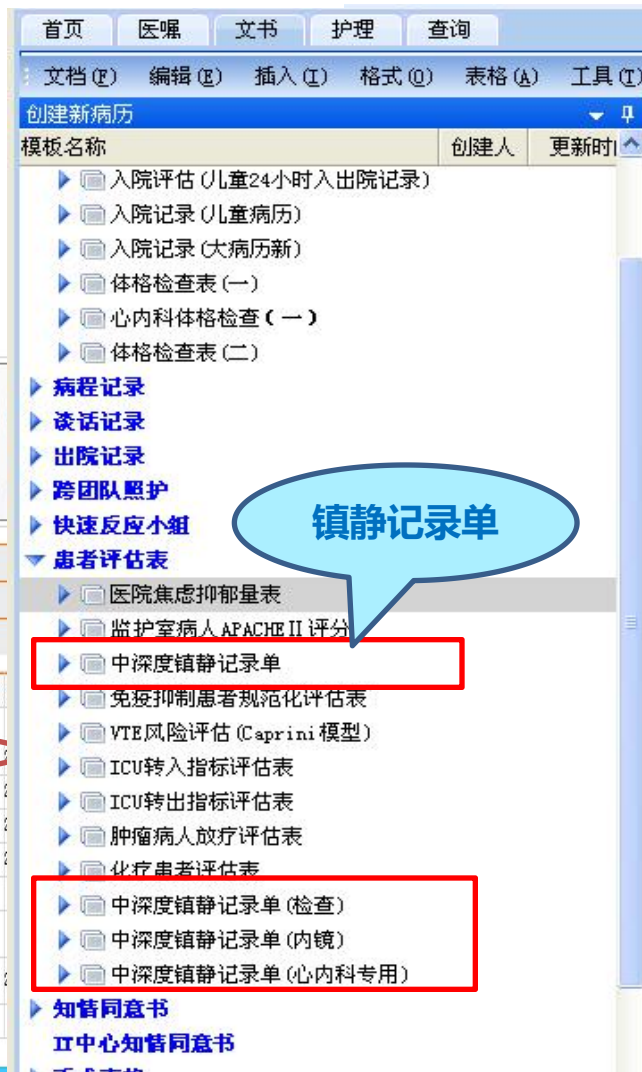 首页 医嘱 文书 护理 查询
文档(F) 编辑(E) 插入(I) 格式(O) 表格(A) 工具(T)
创建新病历
模板名称 创建人 更新时
入院评估(儿童24小时入出院记录)
入院记录(儿童病历)
入院记录(大病历新)
体格检查表(一)
心内科体格检查(一)
体格检查表(二)
病程记录
谈话记录
出院记录
跨团队照护
快速反应小组
镇静记录单
患者评估表
医院焦虑抑郁量表
监护室病人APACHEⅡ评分
中深度镇静记录单
免疫抑制患者规范化评估表
VTE风险评估(Caprini模型)
ICU转入指标评估表
ICU转出指标评估表
肿瘤病人放疗评估表
化疗患者评估表
中深度镇静记录单(检查)
中深度镇静记录单(内镜)
中深度镇静记录单(心内科专用)
知情同意书
IT中心知情同意书